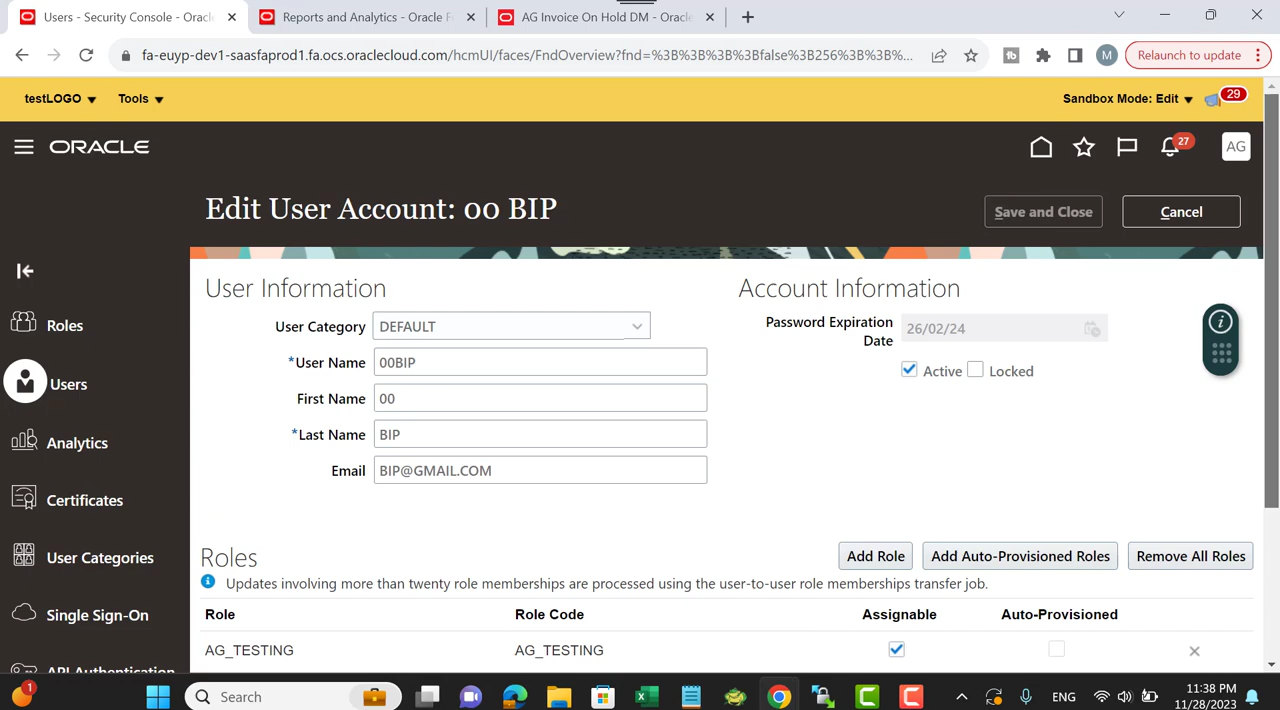 Users - Security Console - Oracl
Reports and Analytics - Oracle F
AG Invoice On Hold DM - Oracle
fa-euyp-dev1-saasfaprod1.fa.ocs.oraclecloud.com/hcmUI/faces/FndOverview?fnd=%3B%3B%3B%3Bfalse%3B256%3B%3B%...
M
Relaunch to update
testLOGO
Tools
Sandbox Mode: Edit
29
ORACLE
27
AG
Edit User Account: 00 BIP
Save and Close
Cancel
User Information
Account Information
User Category DEFAULT
Password Expiration Date 26/02/24
Active
Locked
*User Name 00BIP
First Name 00
*Last Name BIP
Email BIP@GMAIL.COM
Roles
Users
Analytics
Certificates
User Categories
Single Sign-On
API Authentication
Roles
Add Role
Add Auto-Provisioned Roles
Remove All Roles
Updates involving more than twenty role memberships are processed using the user-to-user role memberships transfer job.
Role Role Code Assignable Auto-Provisioned
AG_TESTING AG_TESTING
1
Search
ENG
11:38 PM
11/28/2023